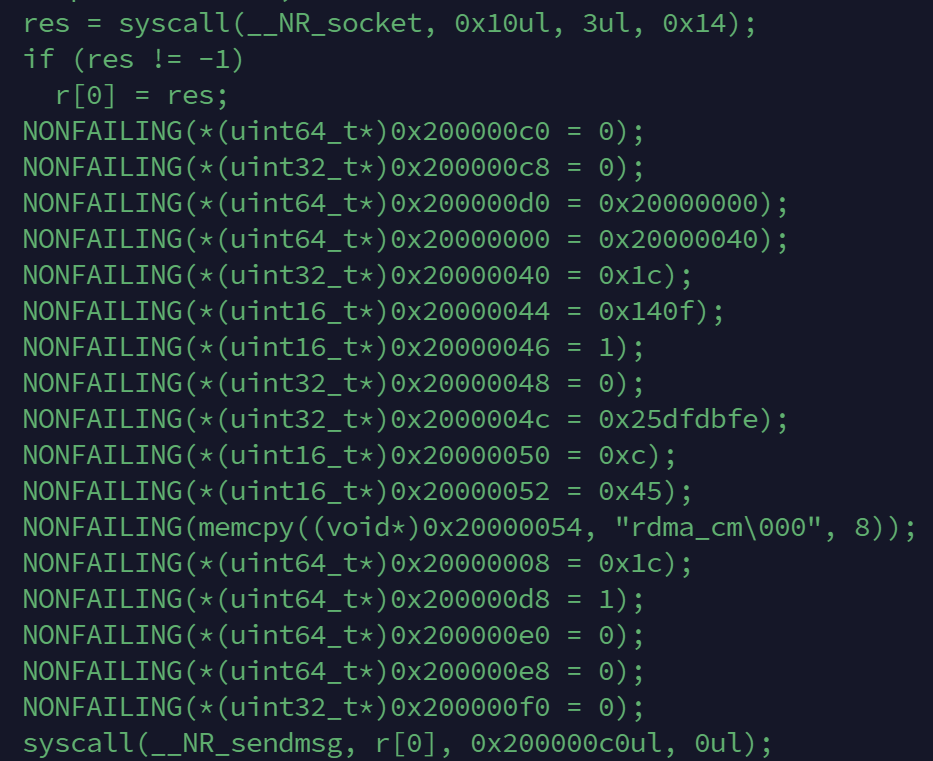 res = syscall(__NR_socket, 0x10ul, 3ul, 0x14);
if (res != -1)
r[0] = res;
NONFAILING(*(uint64_t*)0x200000c0 = 0);
NONFAILING(*(uint32_t*)0x200000c8 = 0);
NONFAILING(*(uint64_t*)0x200000d0 = 0x20000000);
NONFAILING(*(uint64_t*)0x20000000 = 0x20000040);
NONFAILING(*(uint32_t*)0x20000040 = 0x1c);
NONFAILING(*(uint16_t*)0x20000044 = 0x140f);
NONFAILING(*(uint16_t*)0x20000046 = 1);
NONFAILING(*(uint32_t*)0x20000048 = 0);
NONFAILING(*(uint32_t*)0x2000004c = 0x25dfdbfe);
NONFAILING(*(uint16_t*)0x20000050 = 0xc);
NONFAILING(*(uint16_t*)0x20000052 = 0x45);
NONFAILING(memcpy((void*)0x20000054, "rdma_cm\000", 8));
NONFAILING(*(uint64_t*)0x20000008 = 0x1c);
NONFAILING(*(uint64_t*)0x200000d8 = 1);
NONFAILING(*(uint64_t*)0x200000e0 = 0);
NONFAILING(*(uint64_t*)0x200000e8 = 0);
NONFAILING(*(uint32_t*)0x200000f0 = 0);
syscall(__NR_sendmsg, r[0], 0x200000c0ul, 0ul);